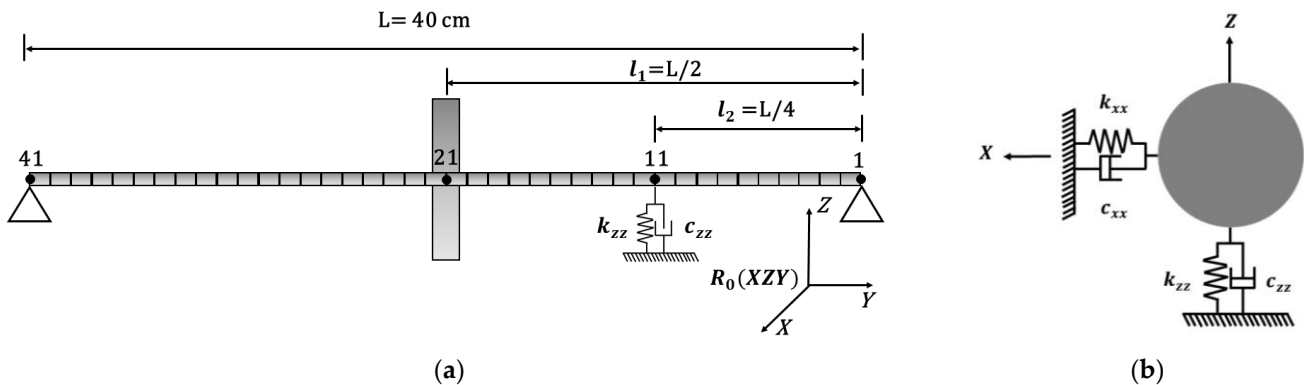 L= 40 cm
l₁=L/2
l₂ =L/4
41
21
11
1
kzz
czz
Z
R₀(XZY)
Y
X
(a)
Z
kxx
X
cxx
kzz
czz
(b)